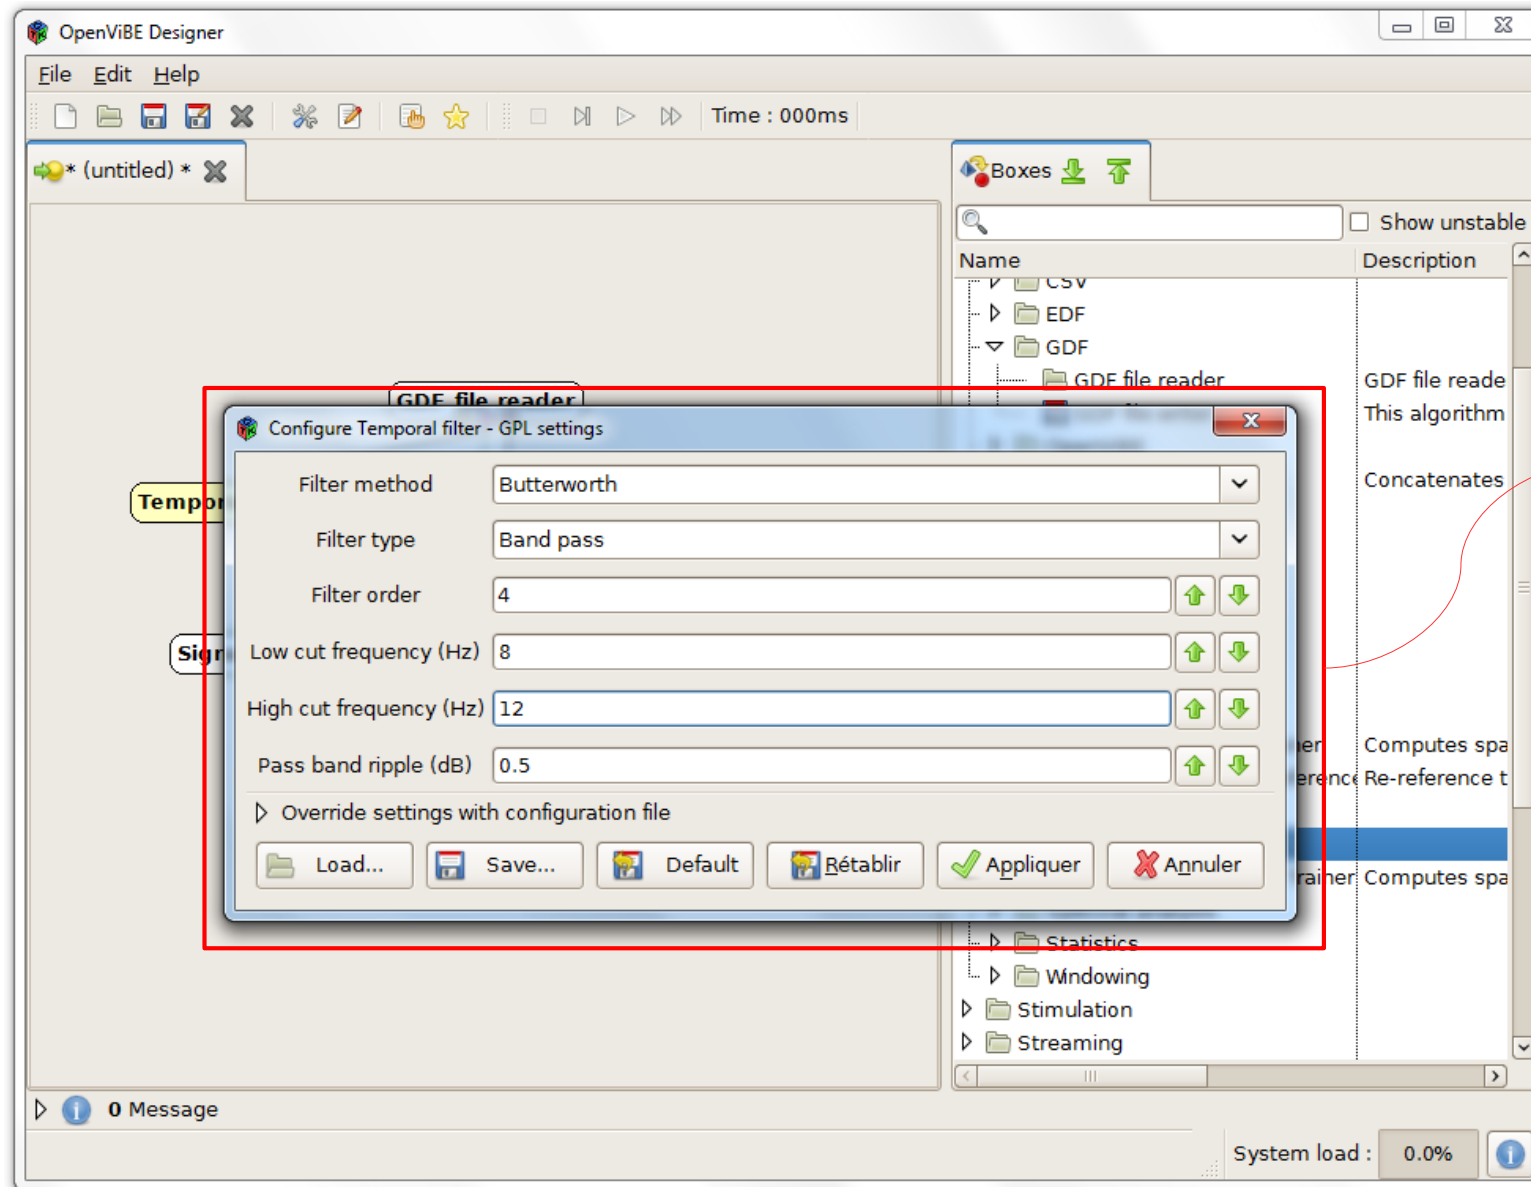 OpenViBE Designer
File Edit Help
Time : 000ms
* (untitled) *
Boxes
Show unstable
Name Description
CSV
EDF
GDF
GDF file reader GDF file reade
This algorithm
Concatenates
GDF file reader
Configure Temporal filter - GPL settings
Filter method Butterworth
Tempor
Filter type Band pass
Filter order 4
Sign
Low cut frequency (Hz) 8
High cut frequency (Hz) 12
Pass band ripple (dB) 0.5
Override settings with configuration file
Load... Save... Default Rétablir Appliquer Annuler
ner Computes spa
erence Re-reference t
rainer Computes spa
Statistics
Windowing
Stimulation
Streaming
0 Message
System load : 0.0%